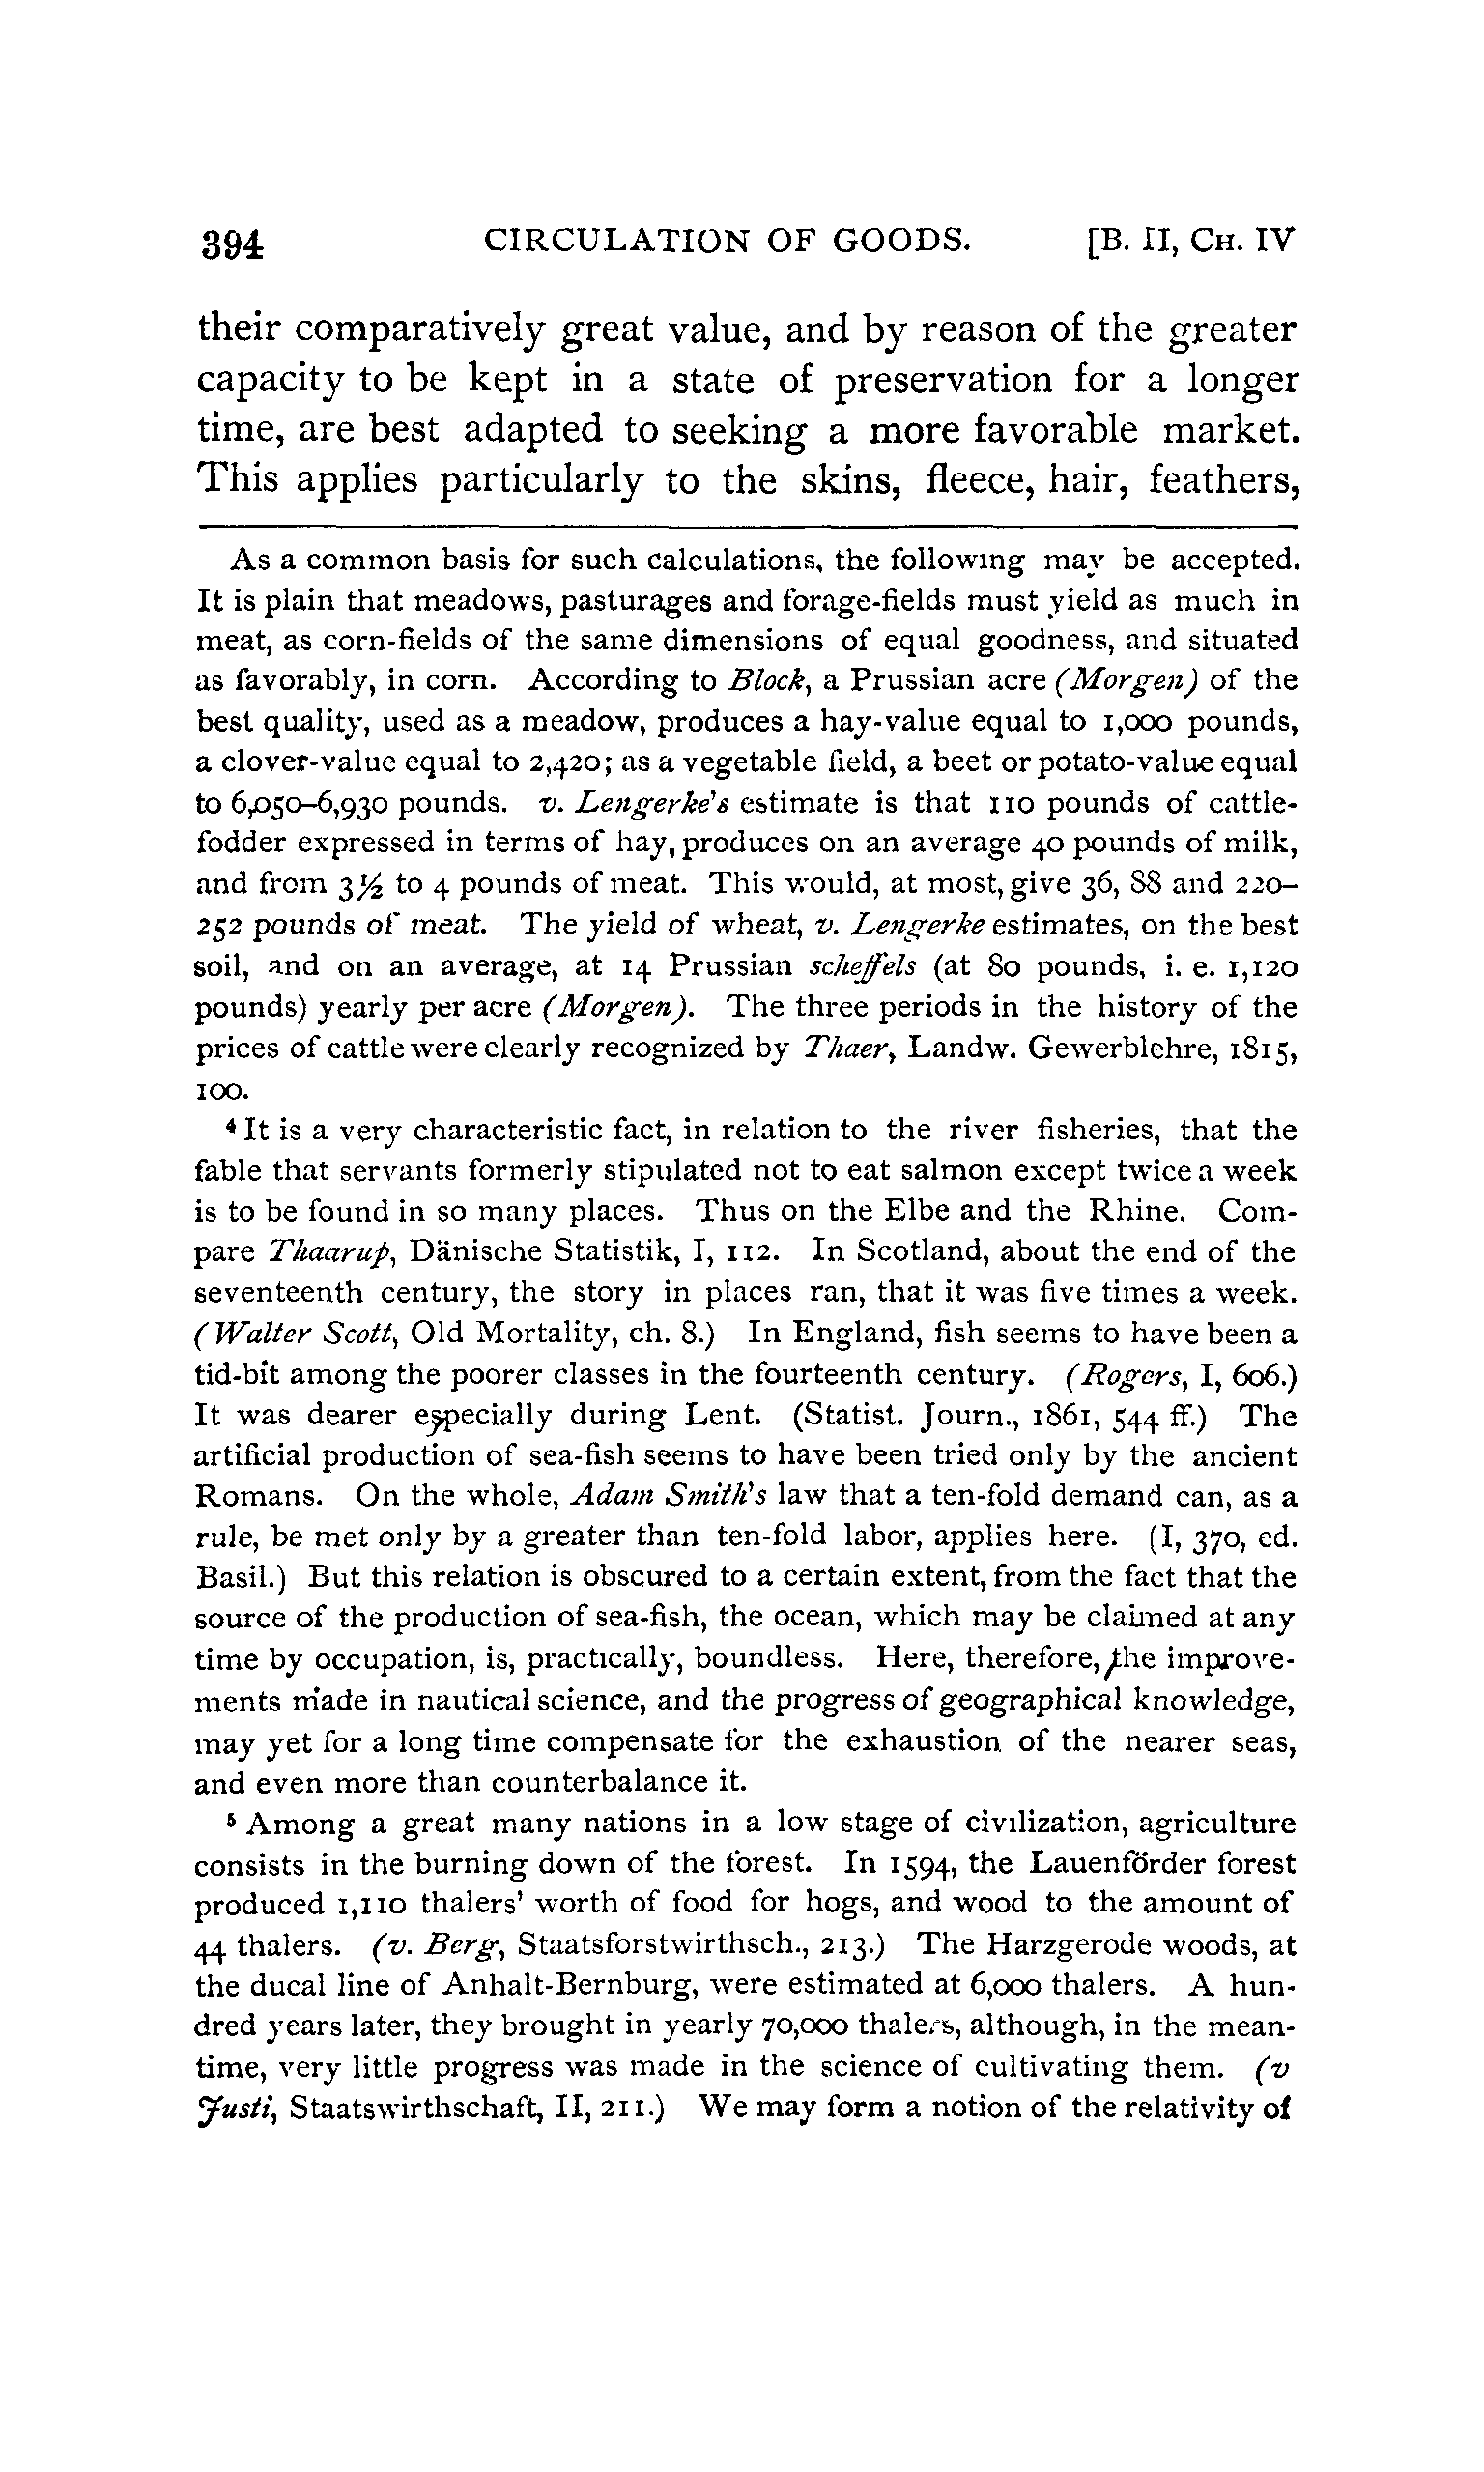 394 CIRCULATION OF GOODS. [B. II, CH. IV
their comparatively great value, and by reason of the greater
capacity to be kept in a state of preservation for a longer
time, are best adapted to seeking a more favorable market.
This applies particularly to the skins, fleece, hair, feathers,
As a common basis for such calculations, the following may be accepted.
It is plain that meadows, pasturages and forage-fields must yield as much in
meat, as corn-fields of the same dimensions of equal goodness, and situated
as favorably, in corn. According to Block, a Prussian acre (Morgen) of the
best quality, used as a meadow, produces a hay-value equal to 1,000 pounds,
a clover-value equal to 2,420; as a vegetable field, a beet or potato-value equal
to 6,050–6,930 pounds. v. Lengerke's estimate is that 110 pounds of cattle-
fodder expressed in terms of hay, produces on an average 40 pounds of milk,
and from 3½ to 4 pounds of meat. This would, at most, give 36, 88 and 220–
252 pounds of meat. The yield of wheat, v. Lengerke estimates, on the best
soil, and on an average, at 14 Prussian scheffels (at 80 pounds, i. e. 1,120
pounds) yearly per acre (Morgen). The three periods in the history of the
prices of cattle were clearly recognized by Thaer, Landw. Gewerblehre, 1815,
100.
⁴ It is a very characteristic fact, in relation to the river fisheries, that the
fable that servants formerly stipulated not to eat salmon except twice a week
is to be found in so many places. Thus on the Elbe and the Rhine. Com-
pare Thaarup, Dänische Statistik, I, 112. In Scotland, about the end of the
seventeenth century, the story in places ran, that it was five times a week.
(Walter Scott, Old Mortality, ch. 8.) In England, fish seems to have been a
tid-bit among the poorer classes in the fourteenth century. (Rogers, I, 606.)
It was dearer especially during Lent. (Statist. Journ., 1861, 544 ff.) The
artificial production of sea-fish seems to have been tried only by the ancient
Romans. On the whole, Adam Smith's law that a ten-fold demand can, as a
rule, be met only by a greater than ten-fold labor, applies here. (I, 370, ed.
Basil.) But this relation is obscured to a certain extent, from the fact that the
source of the production of sea-fish, the ocean, which may be claimed at any
time by occupation, is, practically, boundless. Here, therefore, the improve-
ments made in nautical science, and the progress of geographical knowledge,
may yet for a long time compensate for the exhaustion of the nearer seas,
and even more than counterbalance it.
⁵ Among a great many nations in a low stage of civilization, agriculture
consists in the burning down of the forest. In 1594, the Lauenförder forest
produced 1,110 thalers' worth of food for hogs, and wood to the amount of
44 thalers. (v. Berg, Staatsforstwirthsch., 213.) The Harzgerode woods, at
the ducal line of Anhalt-Bernburg, were estimated at 6,000 thalers. A hun-
dred years later, they brought in yearly 70,000 thalers, although, in the mean-
time, very little progress was made in the science of cultivating them. (v
Justi, Staatswirthschaft, II, 211.) We may form a notion of the relativity of